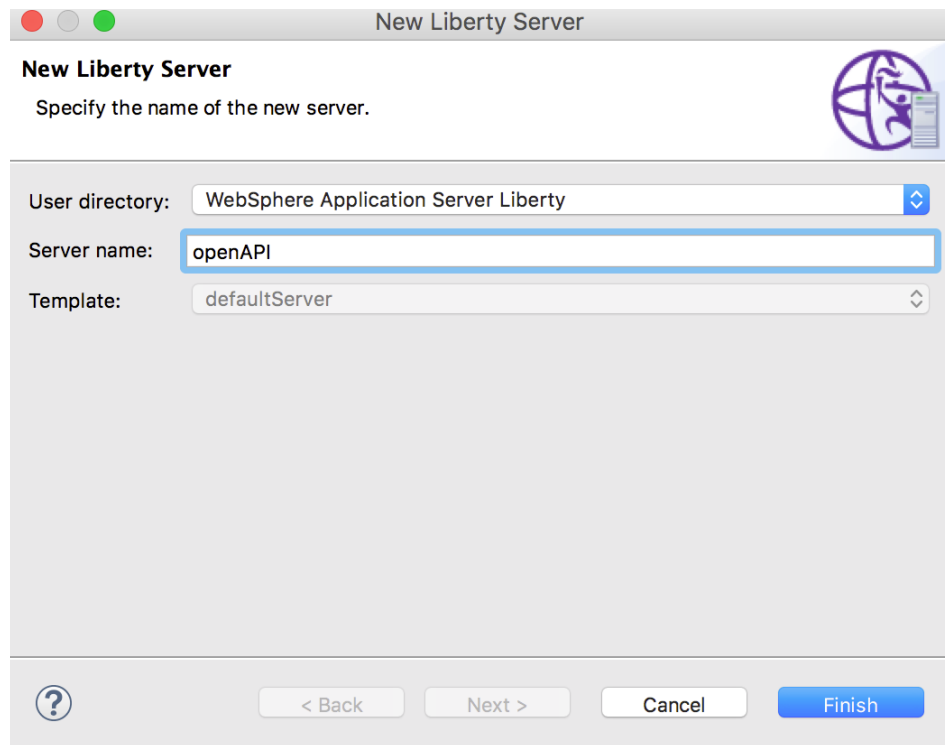 New Liberty Server
New Liberty Server
Specify the name of the new server.
User directory: WebSphere Application Server Liberty
Server name: openAPI
Template: defaultServer
? < Back Next > Cancel Finish